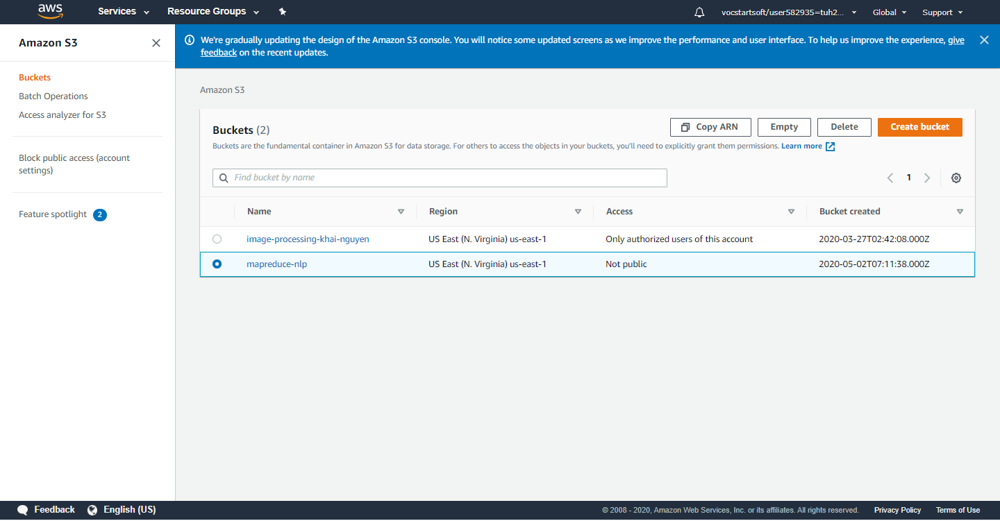 aws Services Resource Groups vocstartsoft/user582935=tuh2... Global Support
Amazon S3
Buckets
Batch Operations
Access analyzer for S3
Block public access (account
settings)
Feature spotlight 2
We're gradually updating the design of the Amazon S3 console. You will notice some updated screens as we improve the performance and user interface. To help us improve the experience, give
feedback on the recent updates.
Amazon S3
Buckets (2) Copy ARN Empty Delete Create bucket
Buckets are the fundamental container in Amazon S3 for data storage. For others to access the objects in your buckets, you'll need to explicitly grant them permissions. Learn more
Find bucket by name 1
Name Region Access Bucket created
image-processing-khai-nguyen US East (N. Virginia) us-east-1 Only authorized users of this account 2020-03-27T02:42:08.000Z
mapreduce-nlp US East (N. Virginia) us-east-1 Not public 2020-05-02T07:11:38.000Z
Feedback English (US) © 2008 - 2020, Amazon Web Services, Inc. or its affiliates. All rights reserved. Privacy Policy Terms of Use